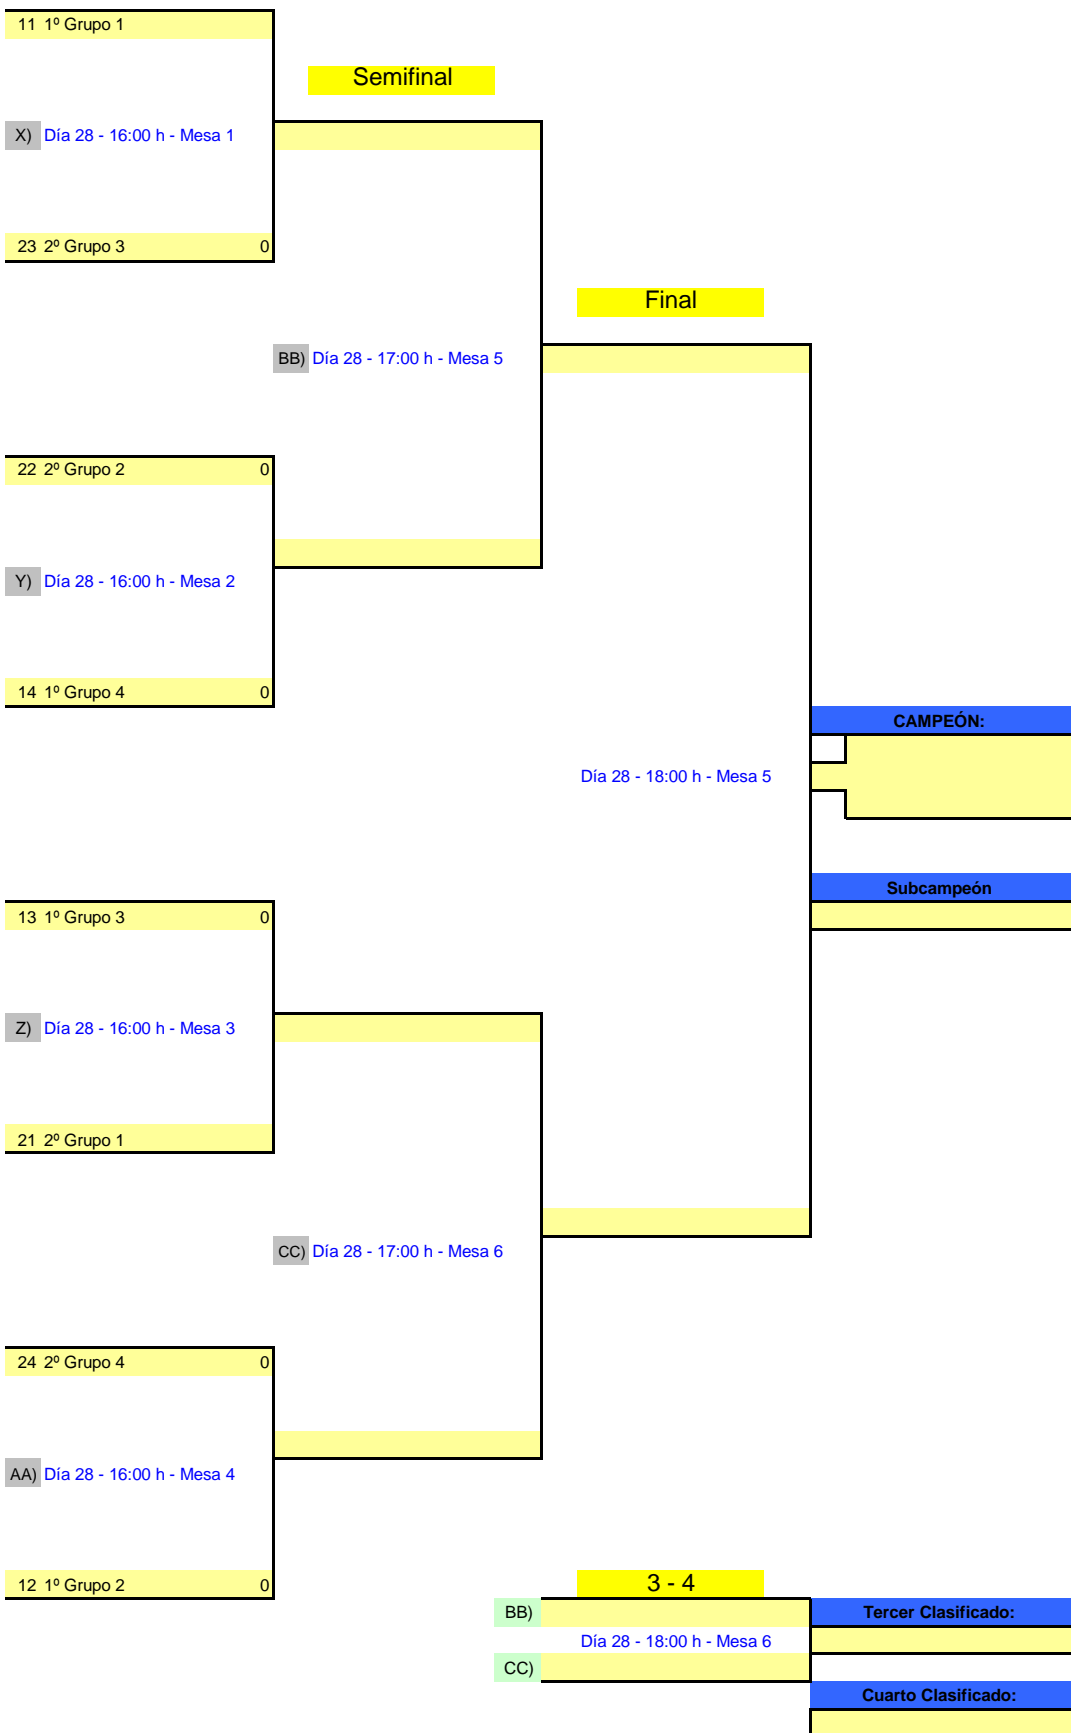 11 1º Grupo 1
Semifinal
X) Día 28 - 16:00 h - Mesa 1
23 2º Grupo 3 0
Final
BB) Día 28 - 17:00 h - Mesa 5
22 2º Grupo 2 0
Y) Día 28 - 16:00 h - Mesa 2
14 1º Grupo 4 0
CAMPEÓN:
Día 28 - 18:00 h - Mesa 5
Subcampeón
13 1º Grupo 3 0
Z) Día 28 - 16:00 h - Mesa 3
21 2º Grupo 1
CC) Día 28 - 17:00 h - Mesa 6
24 2º Grupo 4 0
AA) Día 28 - 16:00 h - Mesa 4
12 1º Grupo 2 0
3 - 4
BB)
Tercer Clasificado:
Día 28 - 18:00 h - Mesa 6
CC)
Cuarto Clasificado: